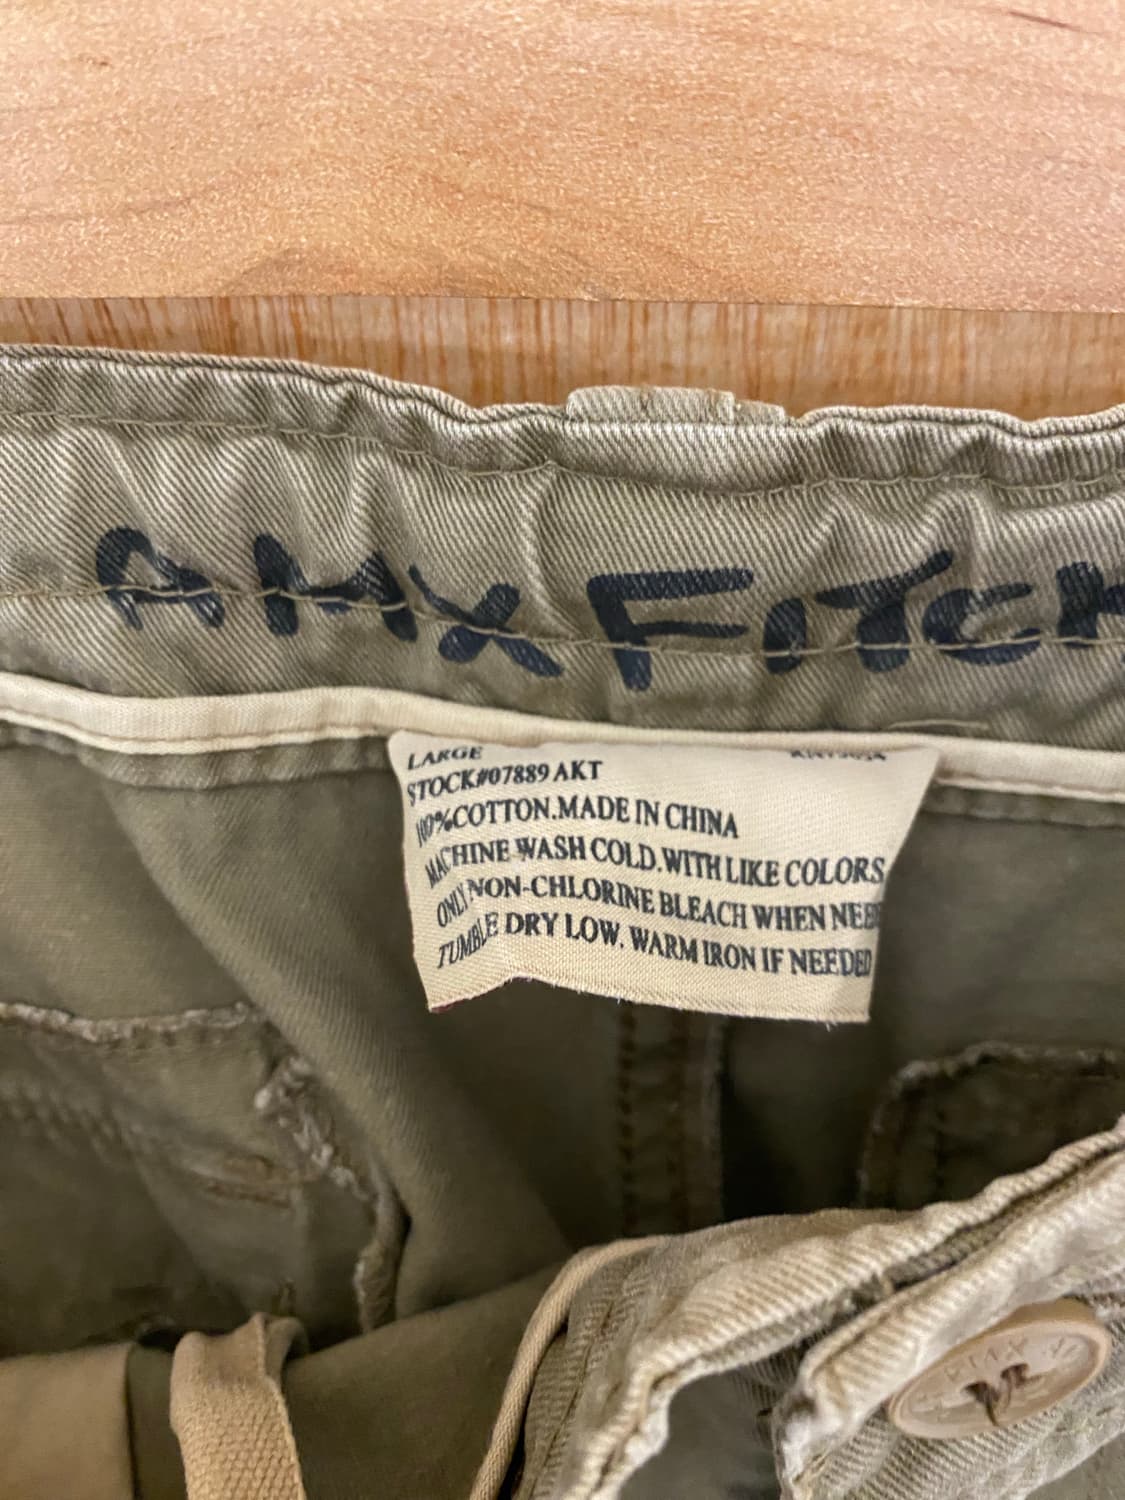 AMX FITCH
LARGE
STOCK#07889 AKT
100%COTTON.MADE IN CHINA
MACHINE WASH COLD.WITH LIKE COLORS
ONLY NON-CHLORINE BLEACH WHEN NEE
TUMBLE DRY LOW. WARM IRON IF NEEDED